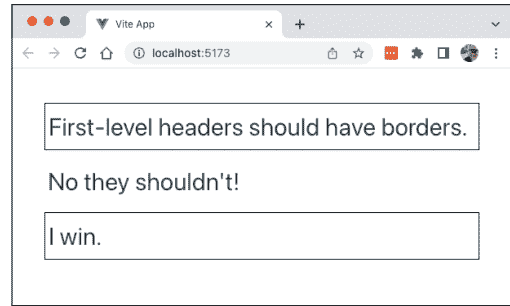 Vite App
localhost:5173
First-level headers should have borders.
No they shouldn't!
I win.